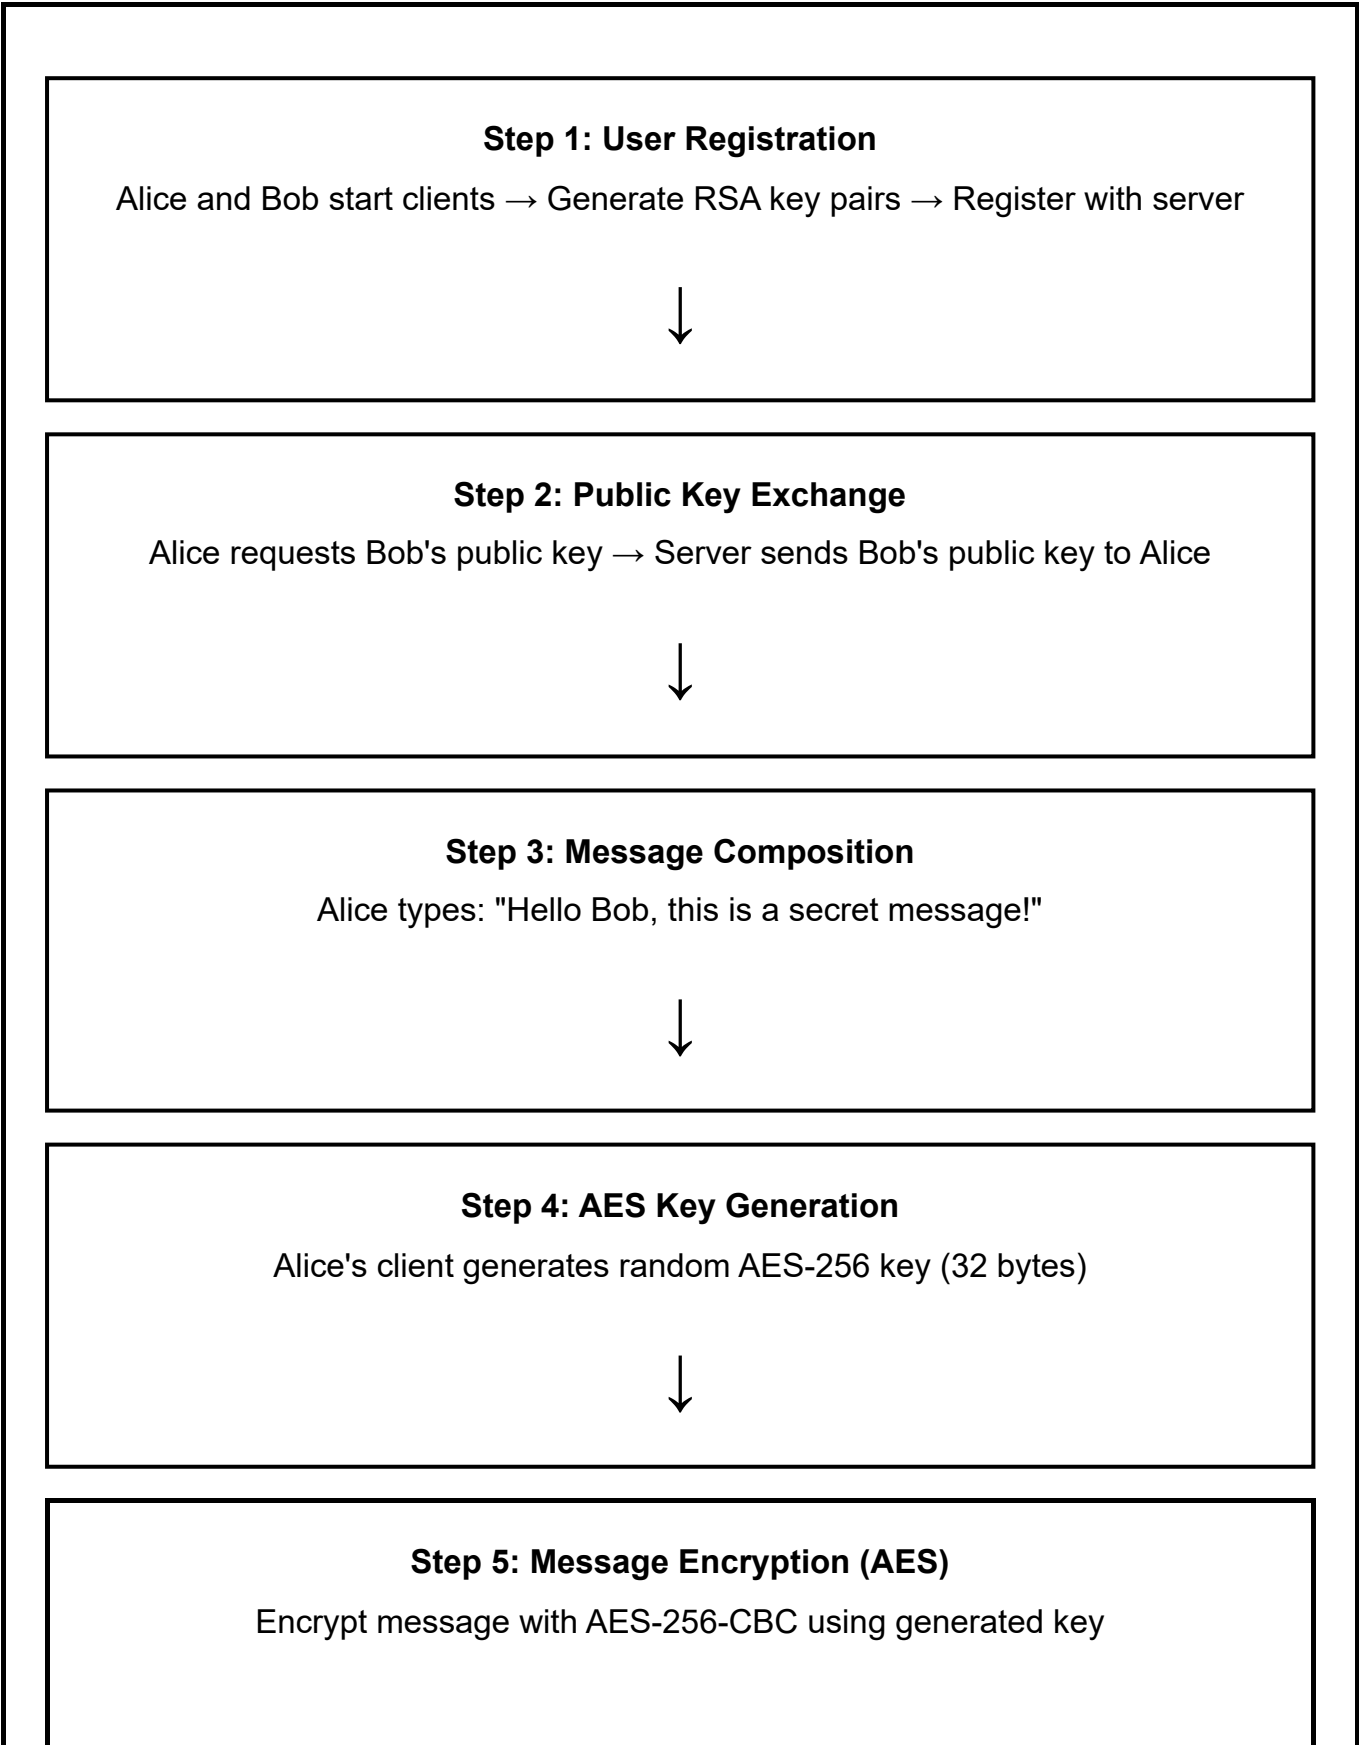 Step 1: User Registration
Alice and Bob start clients → Generate RSA key pairs → Register with server
↓
Step 2: Public Key Exchange
Alice requests Bob's public key → Server sends Bob's public key to Alice
↓
Step 3: Message Composition
Alice types: "Hello Bob, this is a secret message!"
↓
Step 4: AES Key Generation
Alice's client generates random AES-256 key (32 bytes)
↓
Step 5: Message Encryption (AES)
Encrypt message with AES-256-CBC using generated key